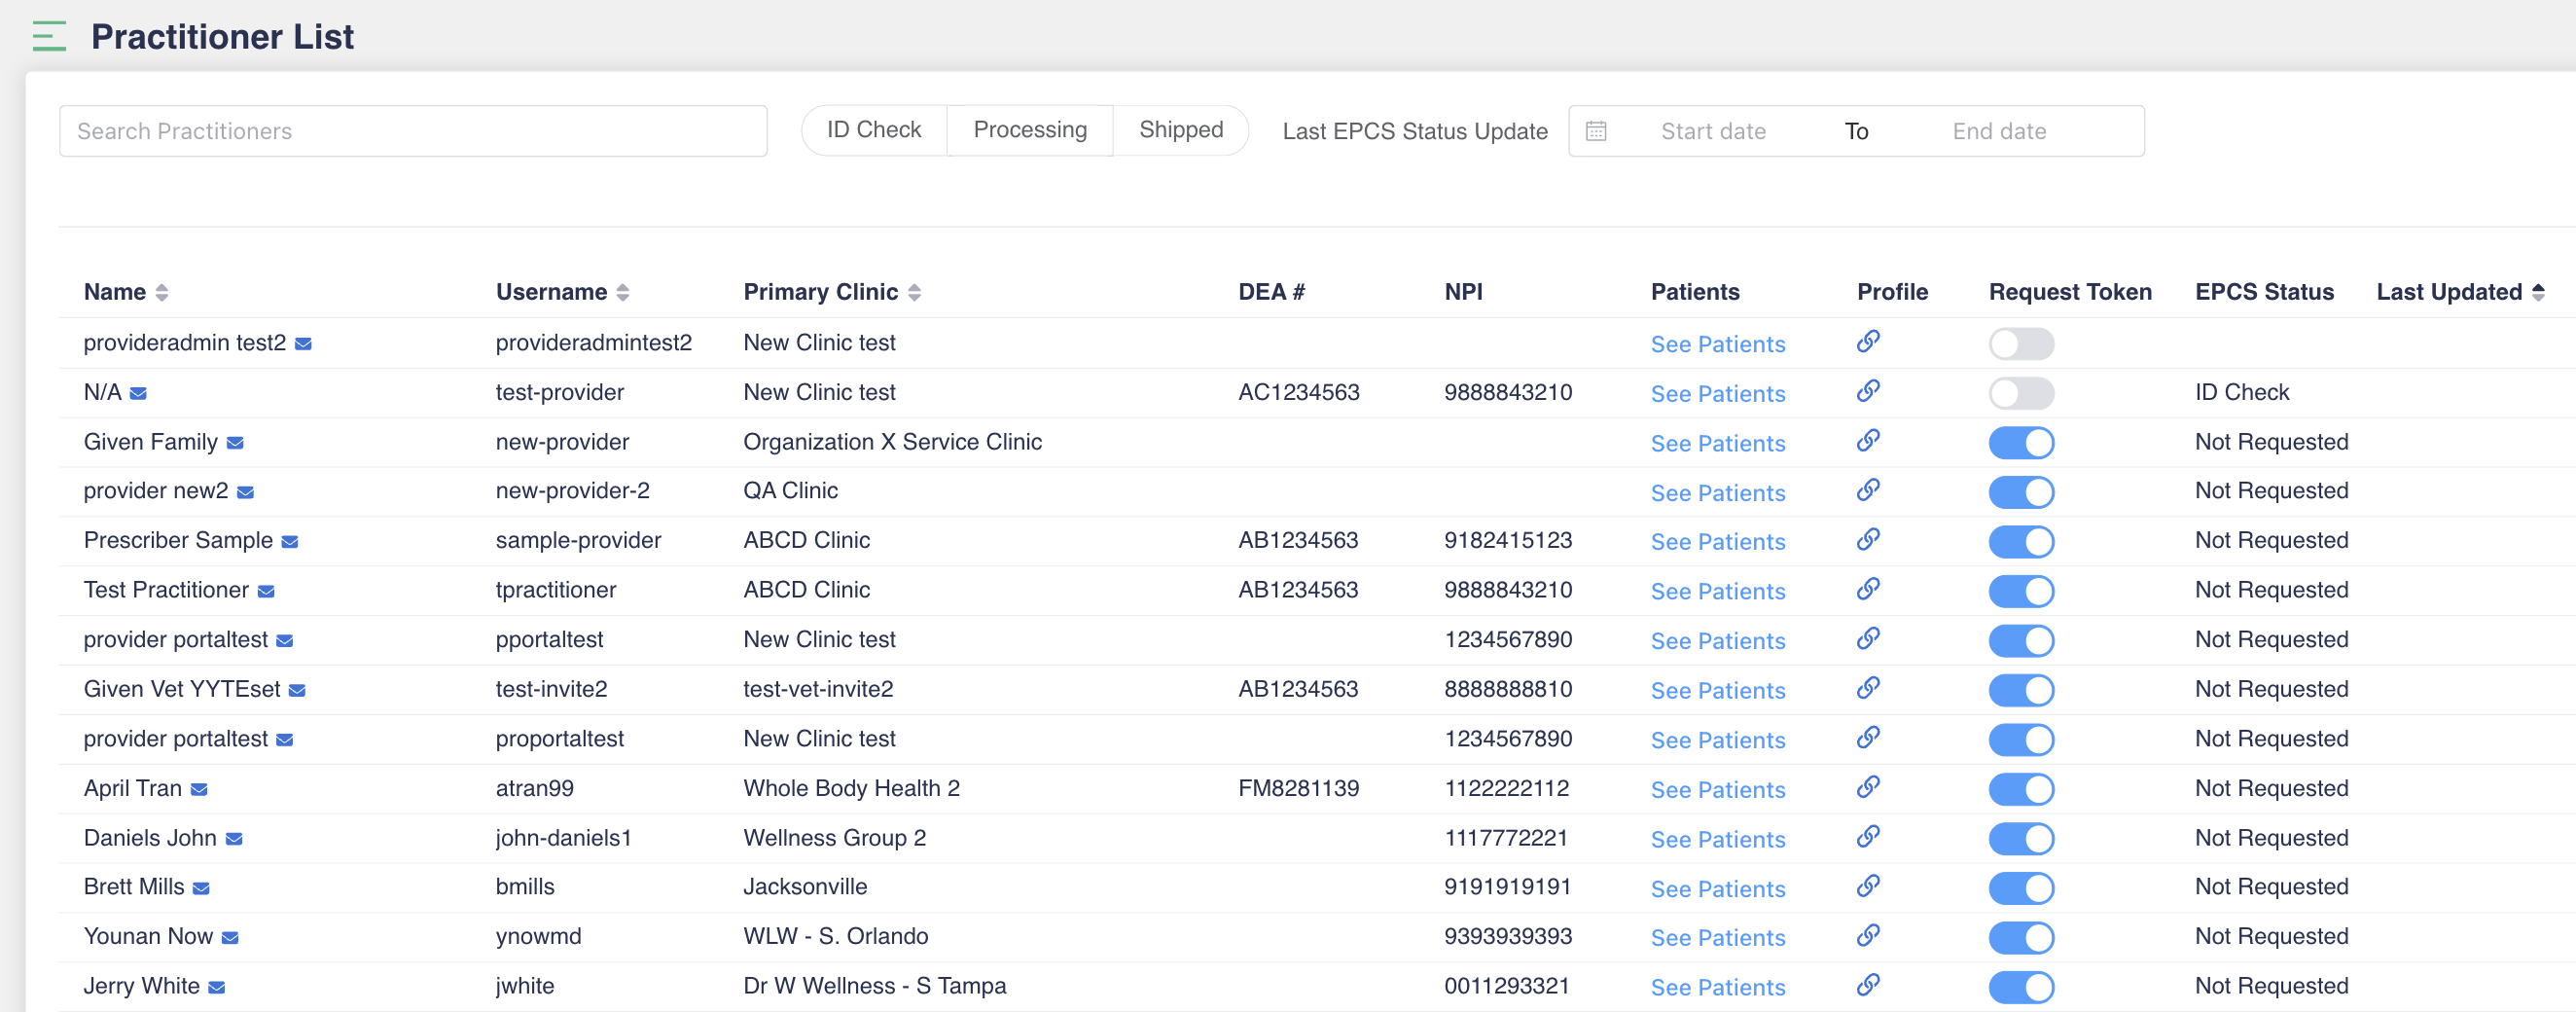 Practitioner List
Search Practitioners ID Check Processing Shipped Last EPCS Status Update Start date To End date
Name Username Primary Clinic DEA # NPI Patients Profile Request Token EPCS Status Last Updated
provideradmin test2 provideradmintest2 New Clinic test See Patients
N/A test-provider New Clinic test AC1234563 9888843210 See Patients ID Check
Given Family new-provider Organization X Service Clinic See Patients Not Requested
provider new2 new-provider-2 QA Clinic See Patients Not Requested
Prescriber Sample sample-provider ABCD Clinic AB1234563 9182415123 See Patients Not Requested
Test Practitioner tpractitioner ABCD Clinic AB1234563 9888843210 See Patients Not Requested
provider portaltest pportaltest New Clinic test 1234567890 See Patients Not Requested
Given Vet YYTEset test-invite2 test-vet-invite2 AB1234563 8888888810 See Patients Not Requested
provider portaltest proportaltest New Clinic test 1234567890 See Patients Not Requested
April Tran atran99 Whole Body Health 2 FM8281139 1122222112 See Patients Not Requested
Daniels John john-daniels1 Wellness Group 2 1117772221 See Patients Not Requested
Brett Mills bmills Jacksonville 9191919191 See Patients Not Requested
Younan Now ynowmd WLW - S. Orlando 9393939393 See Patients Not Requested
Jerry White jwhite Dr W Wellness - S Tampa 0011293321 See Patients Not Requested